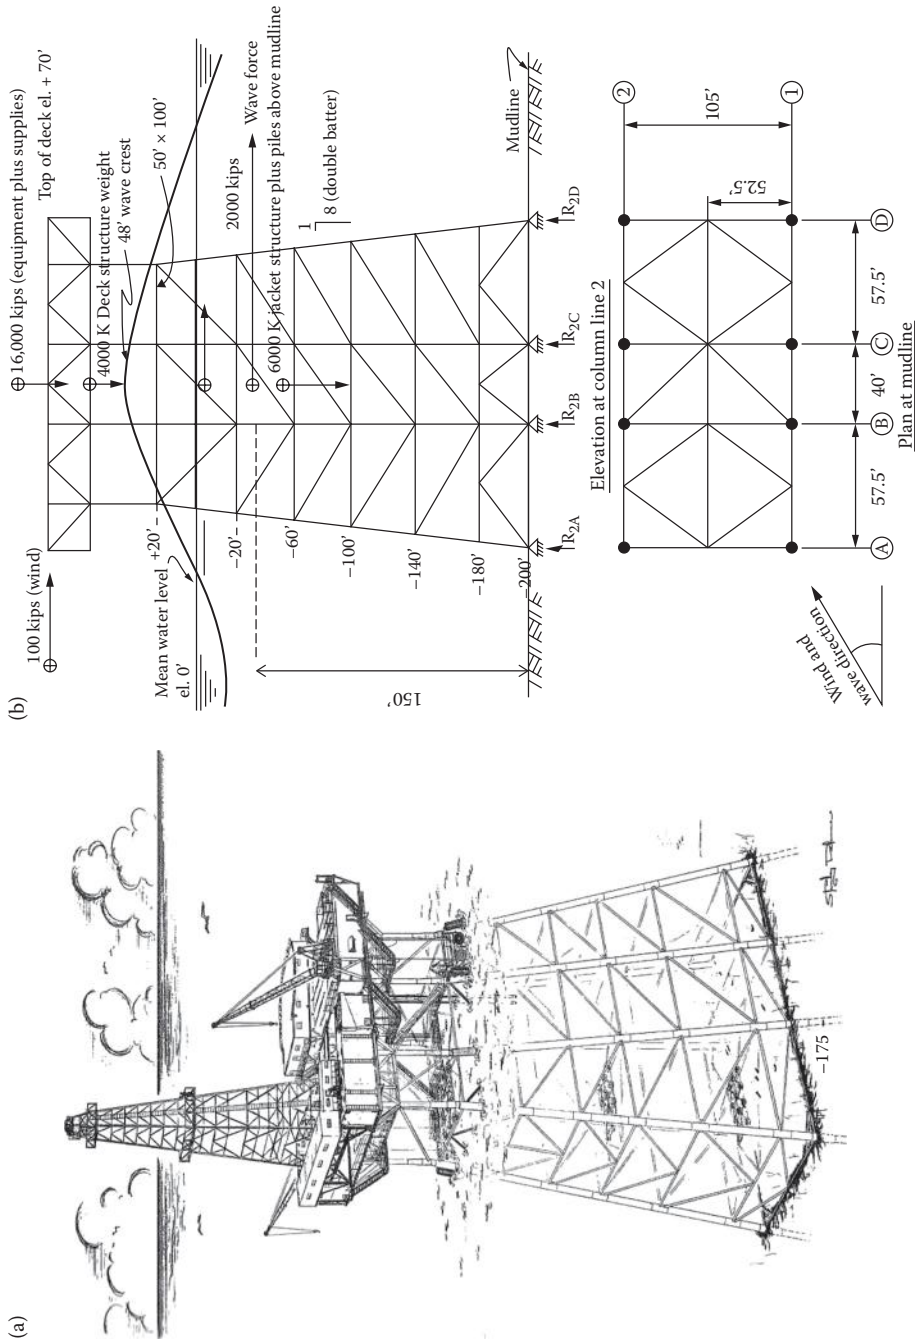 (a)
-175
(b)
16,000 kips (equipment plus supplies)
Top of deck el. + 70'
4000 K Deck structure weight
48' wave crest
50' × 100'
100 kips (wind)
Mean water level
el. 0'
+20'
-20'
-60'
-100'
-140'
-180'
-200'
150'
2000 kips
Wave force
6000 K jacket structure plus piles above mudline
1
8 (double batter)
Mudline
R2A
R2B
R2C
R2D
Elevation at column line 2
2
1
105'
52.5'
57.5'
40'
57.5'
A
B
C
D
Plan at mudline
Wind and
wave direction